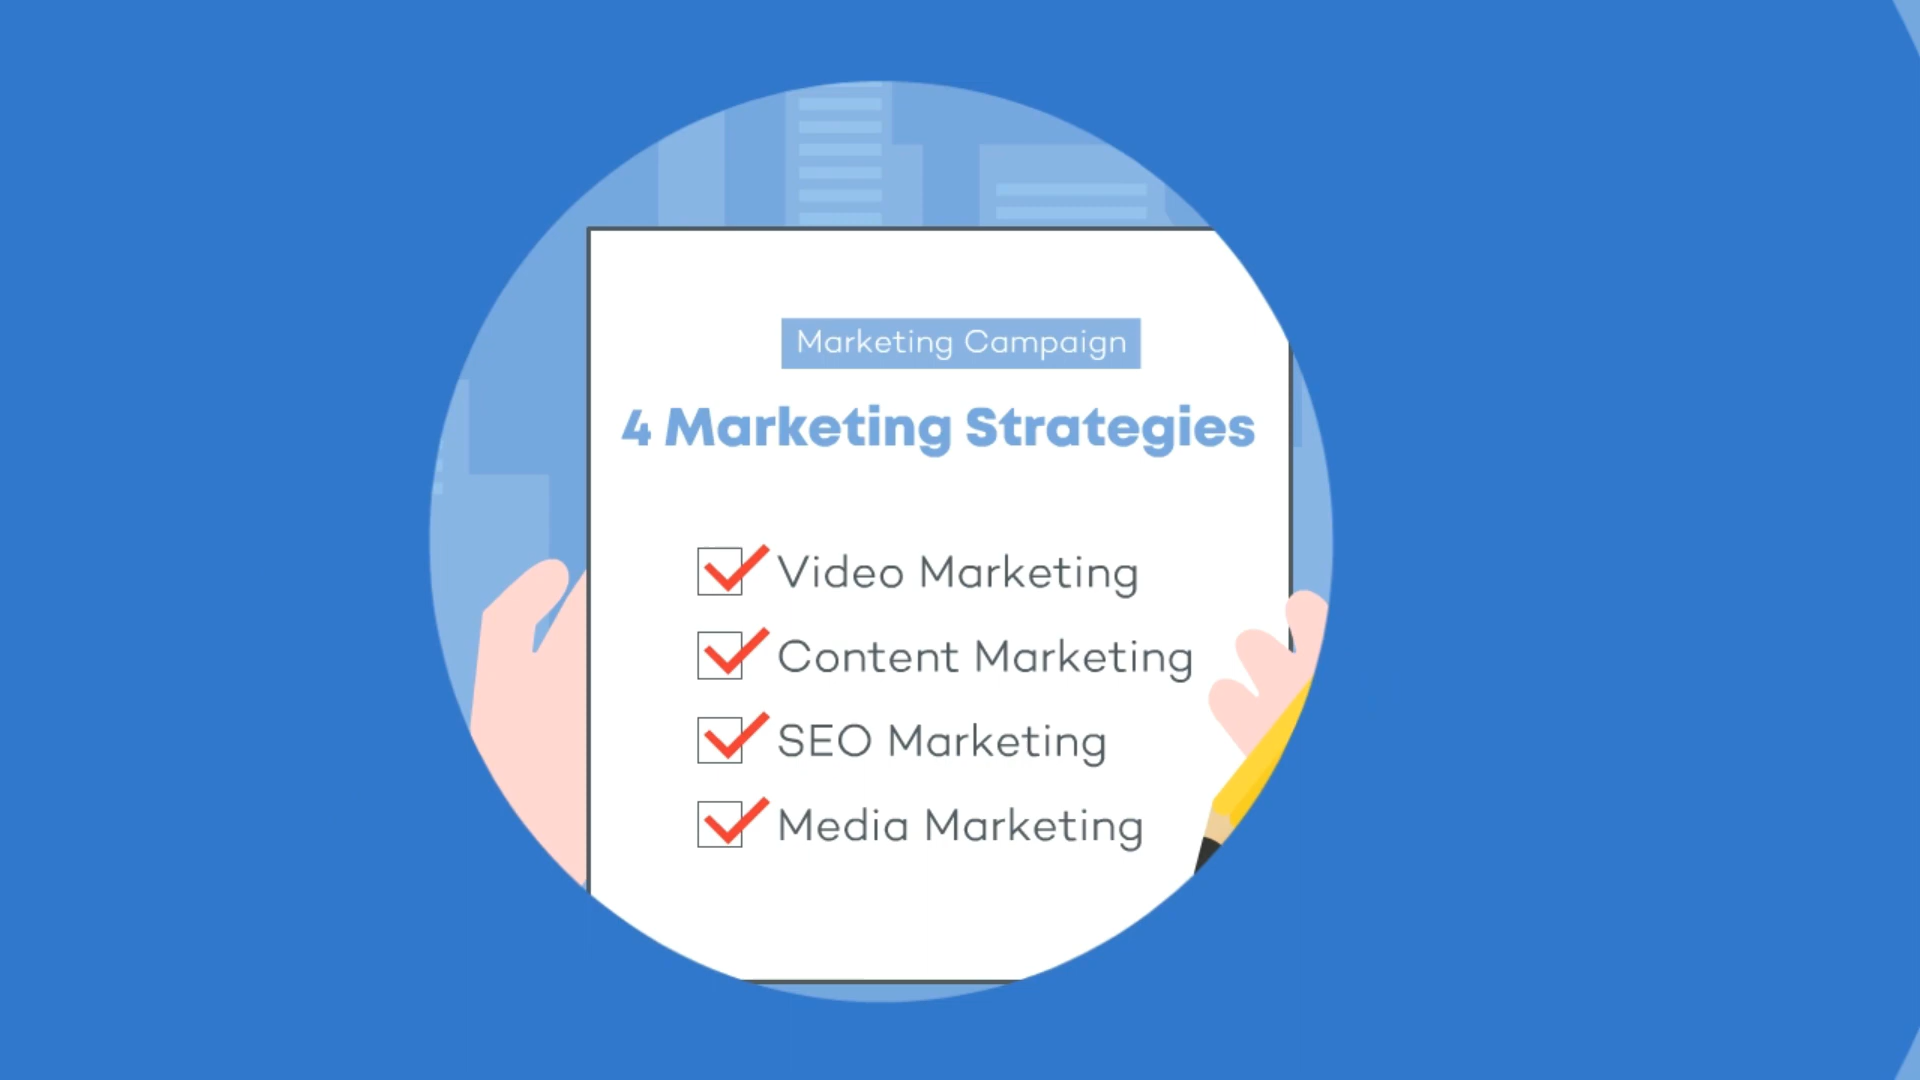 Marketing Campaign
4 Marketing Strategies
Video Marketing
Content Marketing
SEO Marketing
Media Marketing